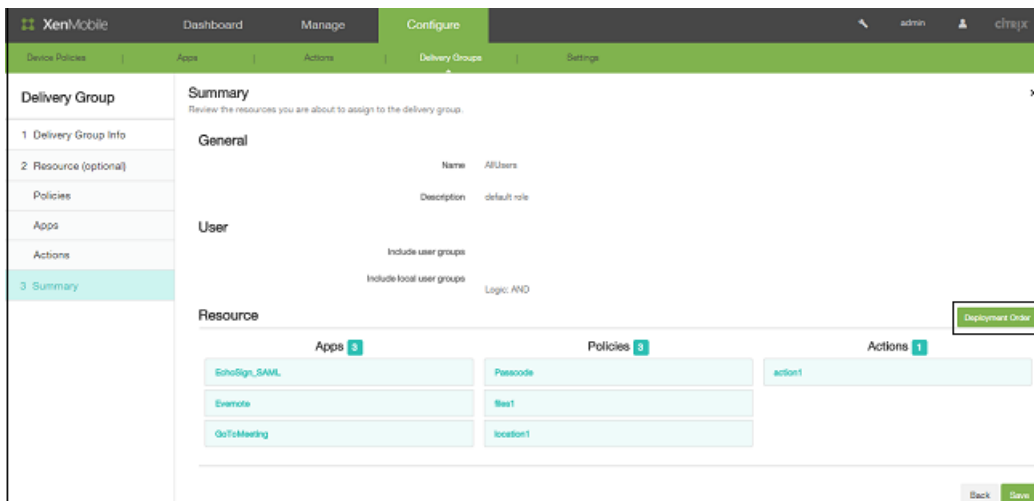 XenMobile Dashboard Manage Configure admin citrix
Device Policies | Apps | Actions | Delivery Groups | Settings
Delivery Group
1 Delivery Group Info
2 Resource (optional)
Policies
Apps
Actions
3 Summary
Summary
Review the resources you are about to assign to the delivery group.
General
Name AllUsers
Description default role
User
Include user groups
Include local user groups
Logic: AND
Resource
Deployment Order
Apps 3
EchoSign_SAML
Evernote
GoToMeeting
Policies 3
Passcode
files1
location1
Actions 1
action1
Back Save